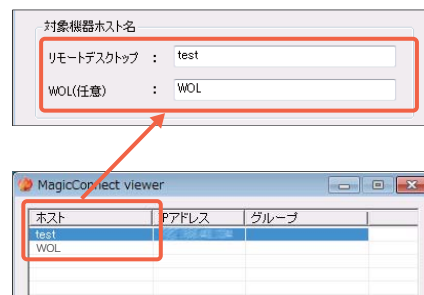 対象機器ホスト名
リモートデスクトップ : test
WOL(任意) : WOL
MagicConnect viewer
ホスト IPアドレス グループ
test
WOL